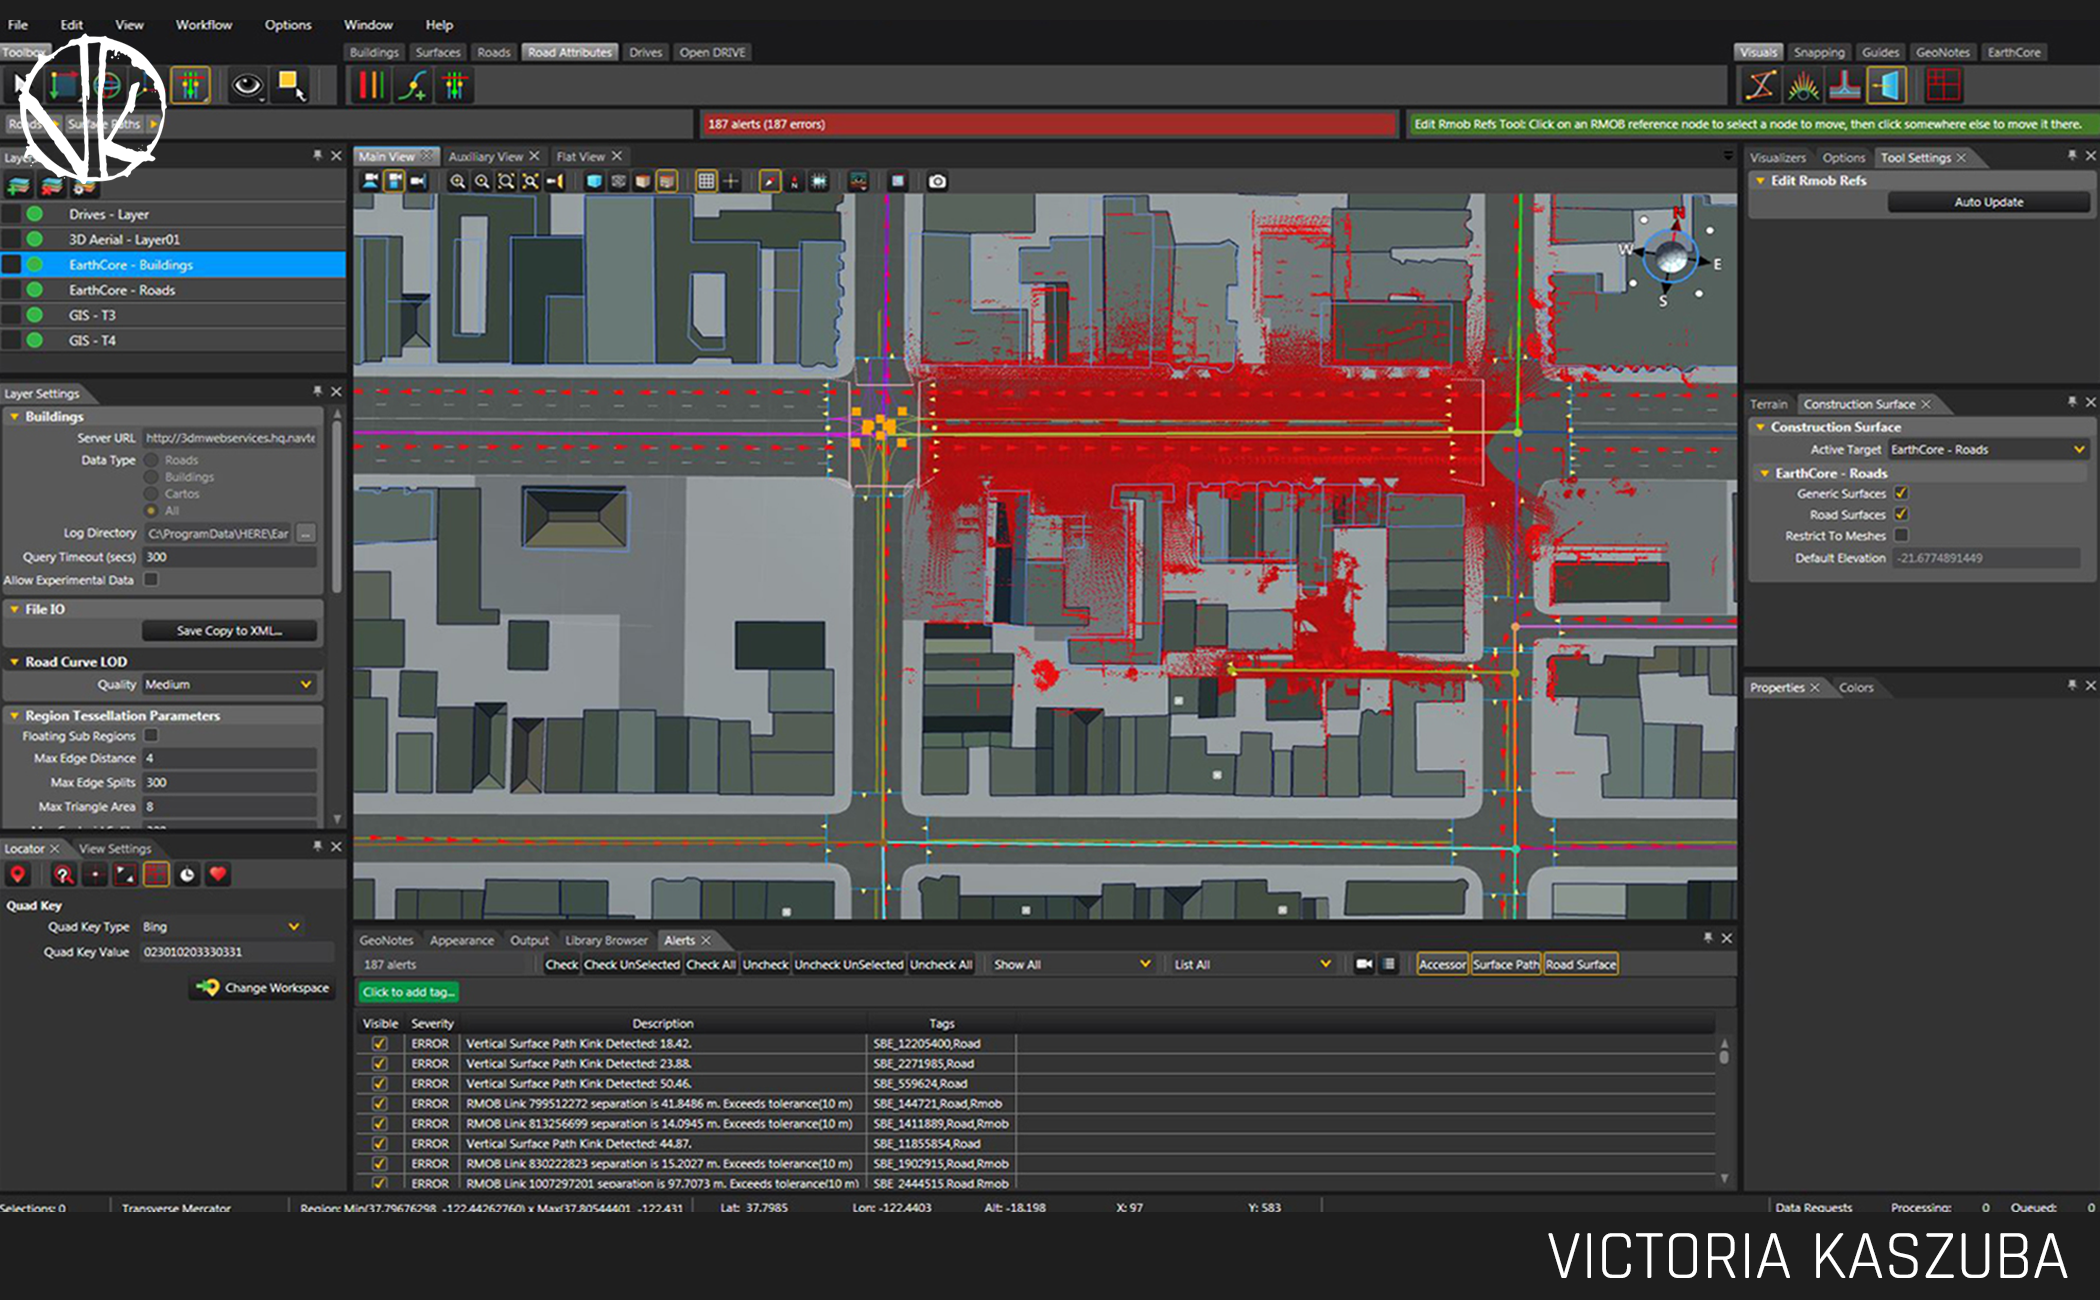 File Edit View Workflow Options Window Help
Toolbox
Buildings Surfaces Roads Road Attributes Drives Open DRIVE
Visuals Snapping Guides GeoNotes EarthCore
VK
Roads Surface Paths
187 alerts (187 errors)
Edit Rmob Refs Tool: Click on an RMOB reference node to select a node to move, then click somewhere else to move it there.
Main View Auxiliary View Flat View
Drives - Layer
3D Aerial - Layer01
EarthCore - Buildings
EarthCore - Roads
GIS - T3
GIS - T4
Layer Settings
Buildings
Server URL http://3dmwebservices.hq.navte
Data Type Roads
Buildings
Cartos
All
Log Directory C:\ProgramData\HERE\Ear ...
Query Timeout (secs) 300
Allow Experimental Data
File IO
Save Copy to XML...
Road Curve LOD
Quality Medium
Region Tessellation Parameters
Floating Sub Regions
Max Edge Distance 4
Max Edge Splits 300
Max Triangle Area 8
Locator View Settings
Quad Key
Quad Key Type Bing
Quad Key Value 023010203330331
Change Workspace
N
W
E
S
Visualizers Options Tool Settings
Edit Rmob Refs
Auto Update
Terrain Construction Surface
Construction Surface
Active Target EarthCore - Roads
EarthCore - Roads
Generic Surfaces
Road Surfaces
Restrict To Meshes
Default Elevation -21.6774891449
Properties Colors
GeoNotes Appearance Output Library Browser Alerts
187 alerts Check Check UnSelected Check All Uncheck Uncheck UnSelected Uncheck All Show All List All Accessor Surface Path Road Surface
Click to add tag...
Visible Severity Description Tags
ERROR Vertical Surface Path Kink Detected: 18.42. SBE_12205400,Road
ERROR Vertical Surface Path Kink Detected: 23.88. SBE_2271985,Road
ERROR Vertical Surface Path Kink Detected: 50.46. SBE_559624,Road
ERROR RMOB Link 799512272 separation is 41.8486 m. Exceeds tolerance(10 m) SBE_144721,Road,Rmob
ERROR RMOB Link 813256699 separation is 14.0945 m. Exceeds tolerance(10 m) SBE_1411889,Road,Rmob
ERROR Vertical Surface Path Kink Detected: 44.87. SBE_11855854,Road
ERROR RMOB Link 830222823 separation is 15.2027 m. Exceeds tolerance(10 m) SBE_1902915,Road,Rmob
ERROR RMOB Link 1007297201 separation is 97.7073 m. Exceeds tolerance(10 m) SBE_2444515,Road,Rmob
Selections: 0 Transverse Mercator Region: Min(37.79676298, -122.44262760) x Max(37.80544401, -122.431 Lat: 37.7985 Lon: -122.4403 Alt: -18.198 X: 97 Y: 583 Data Requests Processing: 0 Queued: 0
VICTORIA KASZUBA